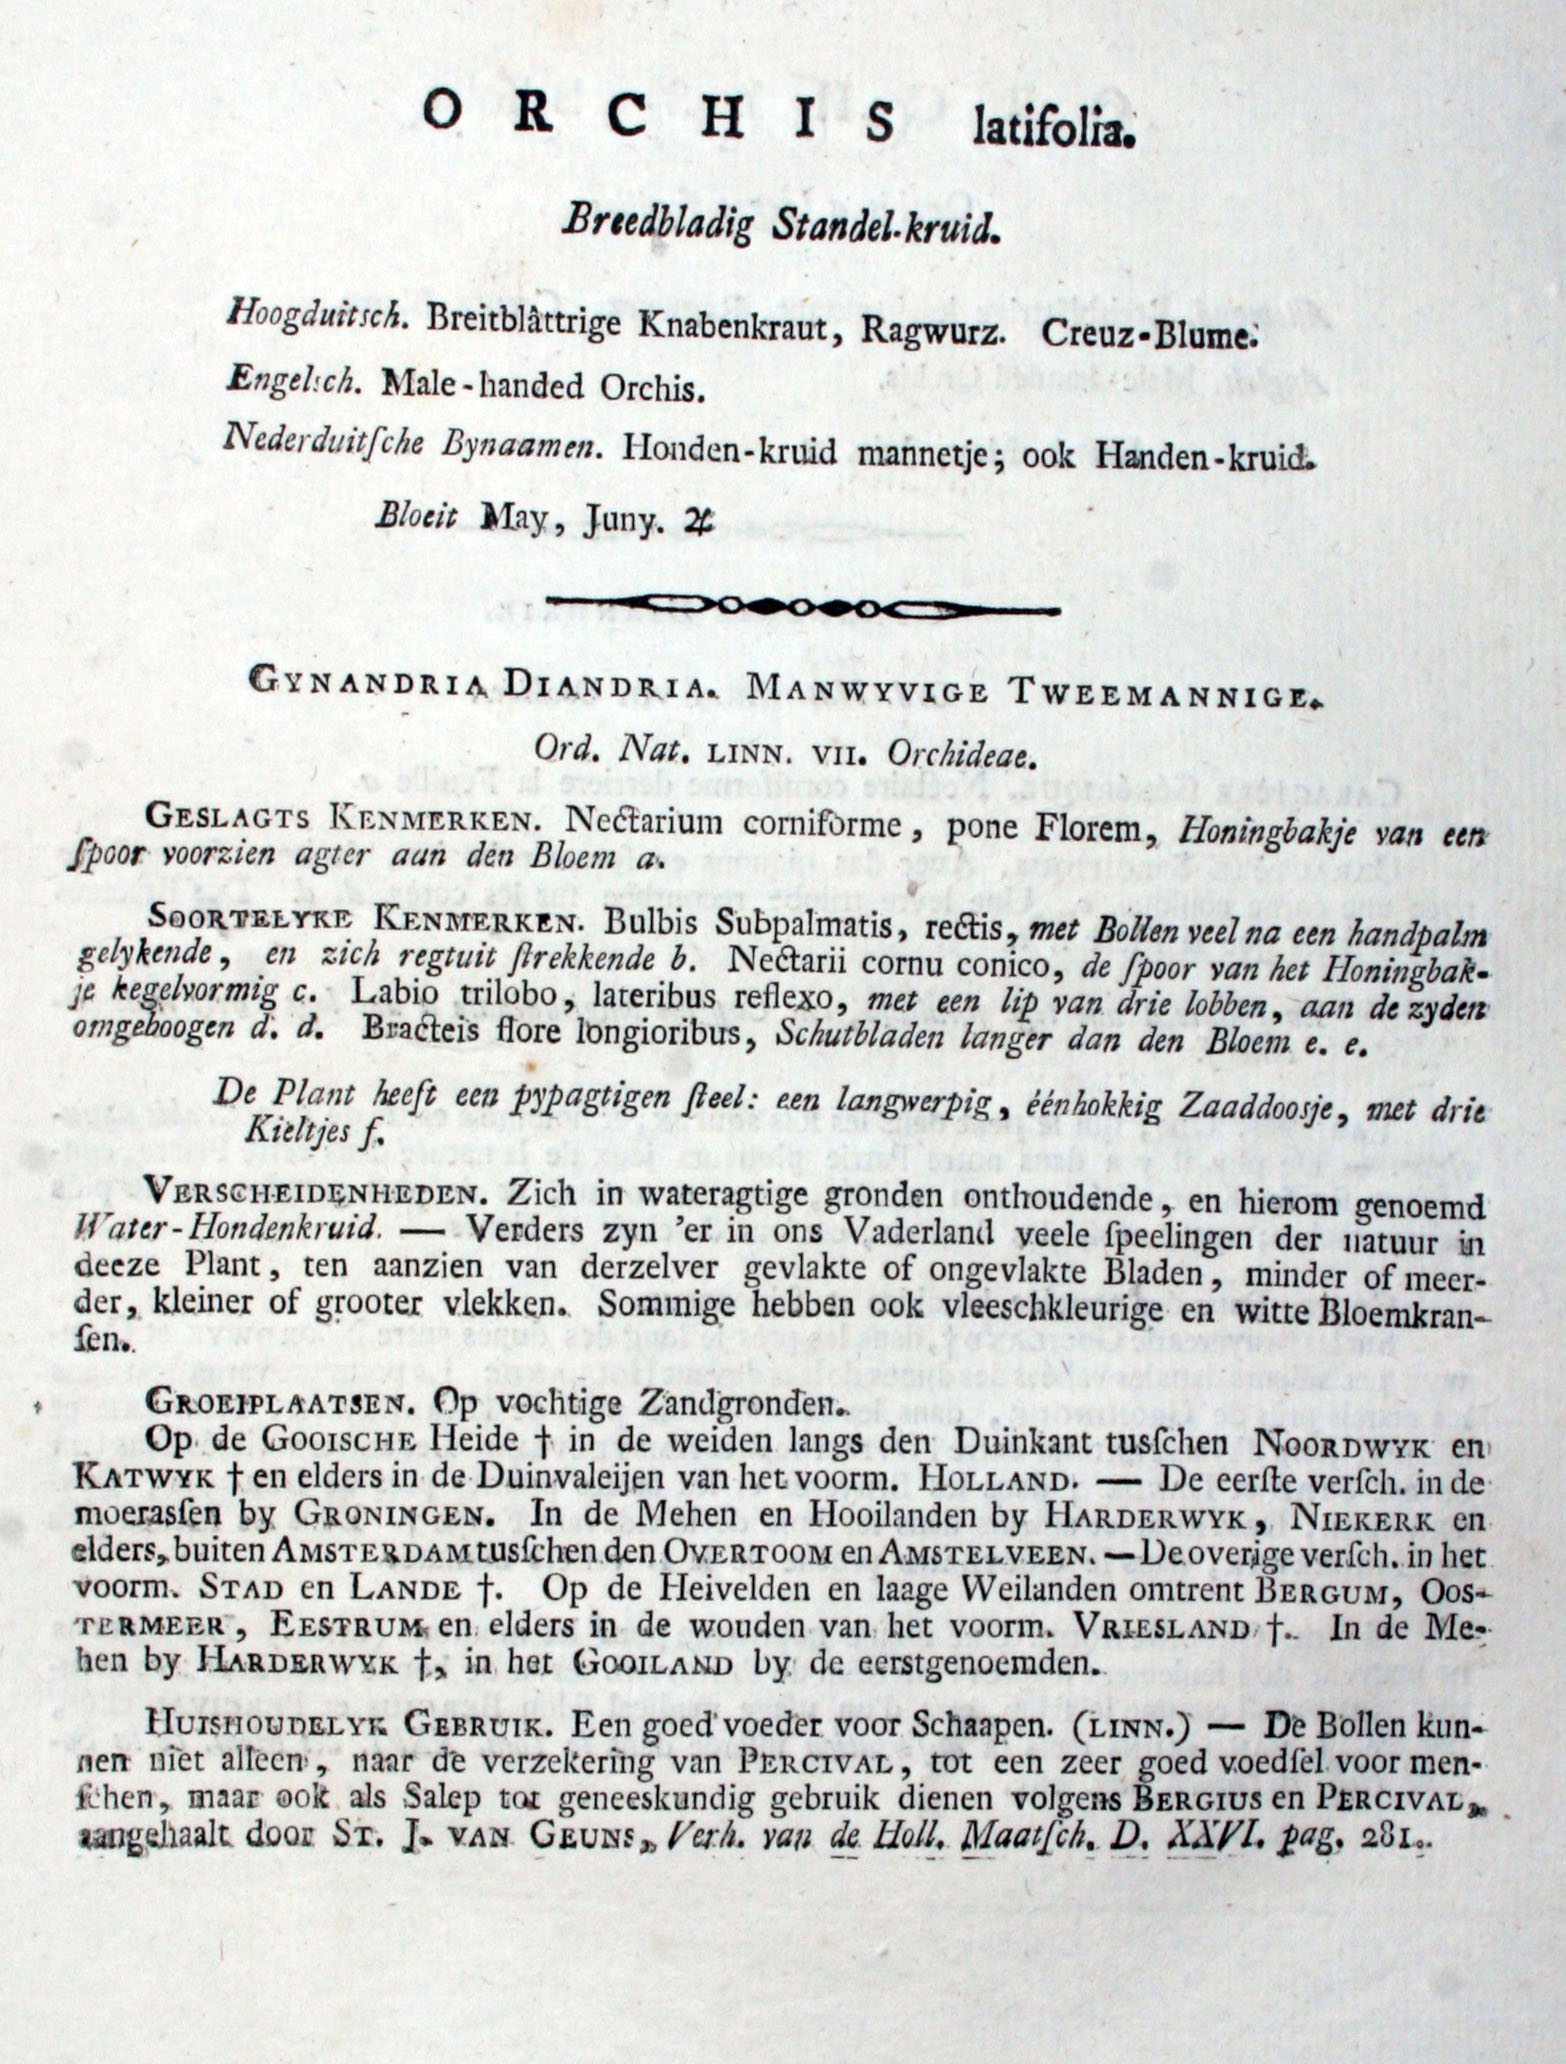 ORCHIS latifolia.
Breedbladig Standel-kruid.
Hoogduitsch. Breitblâttrige Knabenkraut, Ragwurz. Creuz-Blume.
Engelsch. Male-handed Orchis.
Nederduitſche Bynaamen. Honden-kruid mannetje; ook Handen-kruid.
Bloeit May, Juny. ♃
GYNANDRIA DIANDRIA. MANWYVIGE TWEEMANNIGE.
Ord. Nat. LINN. VII. Orchideae.
GESLAGTS KENMERKEN. Nectarium corniforme, pone Florem, Honingbakje van een
ſpoor voorzien agter aan den Bloem a.
SOORTELYKE KENMERKEN. Bulbis Subpalmatis, rectis, met Bollen veel na een handpalm
gelykende, en zich regtuit ſtrekkende b. Nectarii cornu conico, de ſpoor van het Honingbak-
je kegelvormig c. Labio trilobo, lateribus reflexo, met een lip van drie lobben, aan de zyden
omgeboogen d. d. Bracteis flore longioribus, Schutbladen langer dan den Bloem e. e.
De Plant heeft een pypagtigen ſteel: een langwerpig, éénhokkig Zaaddoosje, met drie
Kieltjes f.
VERSCHEIDENHEDEN. Zich in wateragtige gronden onthoudende, en hierom genoemd
Water-Hondenkruid. — Verders zyn 'er in ons Vaderland veele ſpeelingen der natuur in
deeze Plant, ten aanzien van derzelver gevlakte of ongevlakte Bladen, minder of meer-
der, kleiner of grooter vlekken. Sommige hebben ook vleeschkleurige en witte Bloemkran-
ſen.
GROEIPLAATSEN. Op vochtige Zandgronden.
Op de GOOISCHE Heide † in de weiden langs den Duinkant tusſchen NOORDWYK en
KATWYK † en elders in de Duinvaleijen van het voorm. HOLLAND. — De eerſte verſch. in de
moerasſen by GRONINGEN. In de Mehen en Hooilanden by HARDERWYK, NIEKERK en
elders, buiten AMSTERDAM tusſchen den OVERTOOM en AMSTELVEEN. — De overige verſch. in het
voorm. STAD en LANDE †. Op de Heivelden en laage Weilanden omtrent BERGUM, OOS-
TERMEER, EESTRUM en elders in de wouden van het voorm. VRIESLAND †. In de Me-
hen by HARDERWYK †, in het GOOILAND by de eerstgenoemden.
HUISHOUDELYK GEBRUIK. Een goed voeder voor Schaapen. (LINN.) — De Bollen kun-
nen niet alleen, naar de verzekering van PERCIVAL, tot een zeer goed voedſel voor men-
ſchen, maar ook als Salep tot geneeskundig gebruik dienen volgens BERGIUS en PERCIVAL,
aangehaalt door ST. J. VAN GEUNS, Verh. van de Holl. Maatſch. D. XXVI. pag. 281.